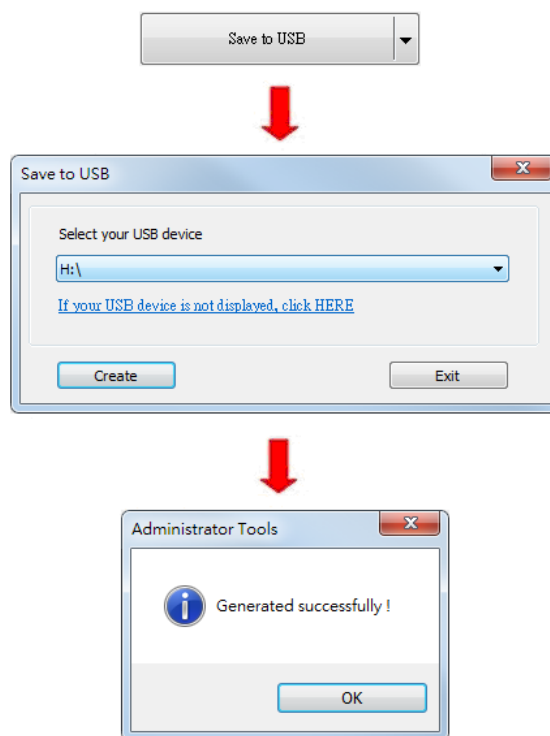 Save to USB
Save to USB
Select your USB device
H:\
If your USB device is not displayed, click HERE
Create Exit
Administrator Tools
Generated successfully !
OK